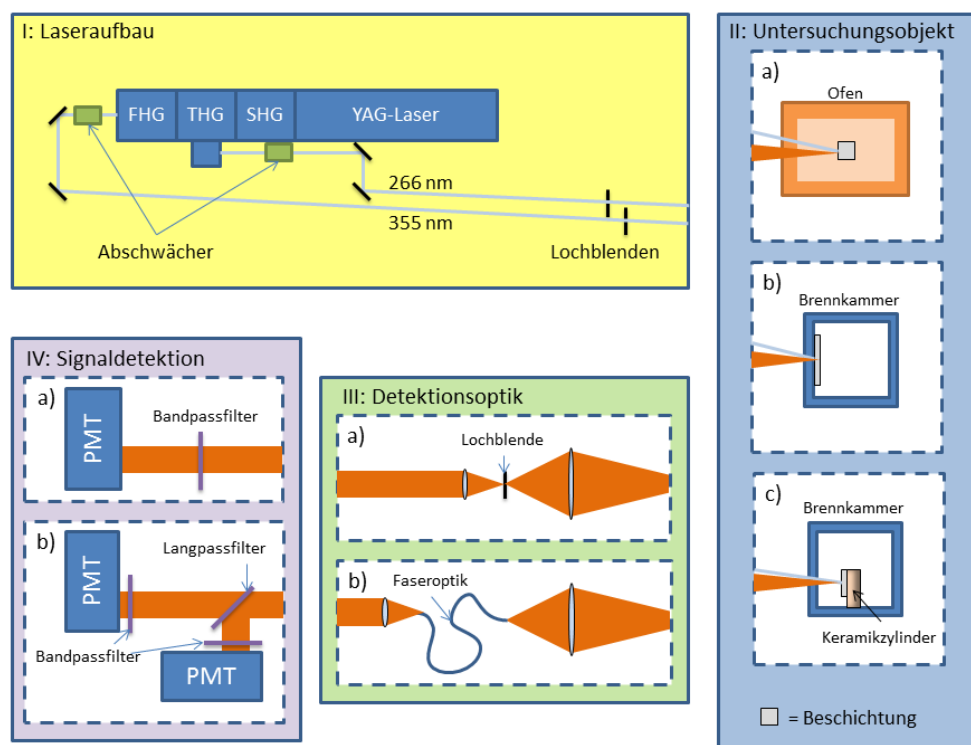 I: Laseraufbau
FHG THG SHG YAG-Laser
266 nm
355 nm
Abschwächer
Lochblenden
II: Untersuchungsobjekt
a)
Ofen
b)
Brennkammer
c)
Brennkammer
Keramikzylinder
= Beschichtung
III: Detektionsoptik
a)
Lochblende
b)
Faseroptik
IV: Signaldetektion
a)
PMT
Bandpassfilter
b)
PMT
Langpassfilter
Bandpassfilter
PMT